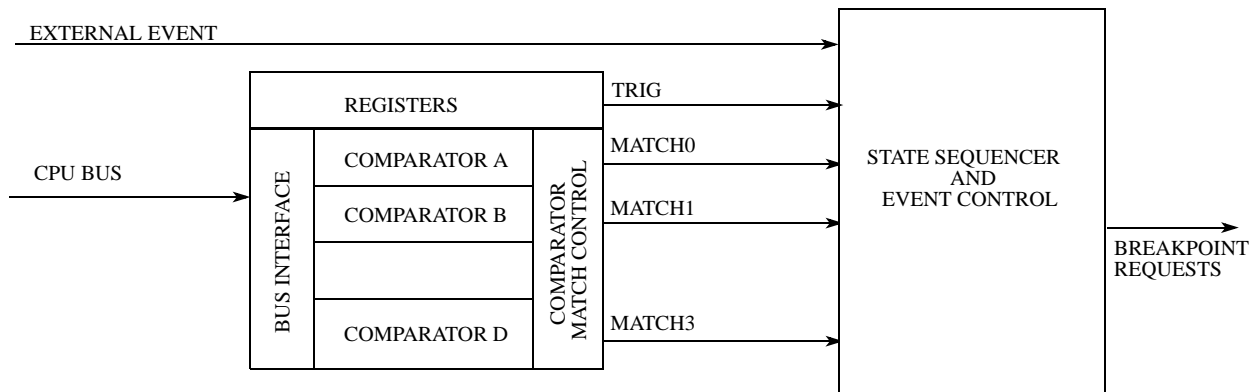 EXTERNAL EVENT
REGISTERS
TRIG
CPU BUS
BUS INTERFACE
COMPARATOR A
COMPARATOR B
COMPARATOR D
COMPARATOR
MATCH CONTROL
MATCH0
MATCH1
MATCH3
STATE SEQUENCER
AND
EVENT CONTROL
BREAKPOINT
REQUESTS